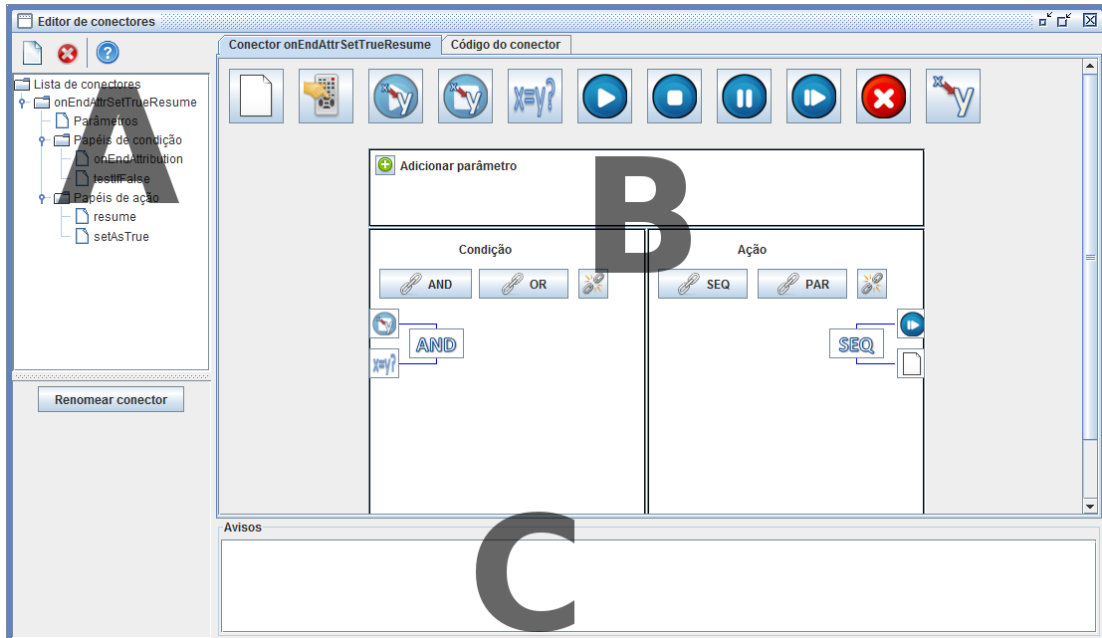 Editor de conectores
Conector onEndAttrSetTrueResume Código do conector
Lista de conectores
onEndAttrSetTrueResume
Parâmetros
Papéis de condição
onEndAttribution
testIfFalse
Papéis de ação
resume
setAsTrue
A
Renomear conector
x y
x y
x=y?
x y
Adicionar parâmetro
B
Condição
Ação
AND OR
SEQ PAR
AND
x=y?
SEQ
Avisos
C